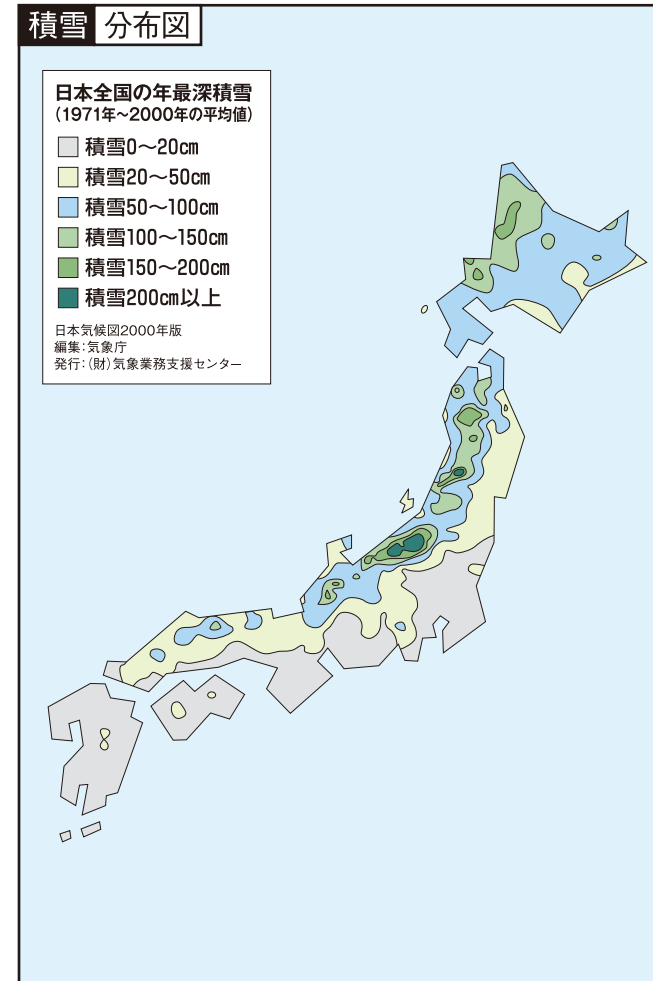 積雪 分布図
日本全国の年最深積雪
(1971年～2000年の平均値)
積雪0～20cm
積雪20～50cm
積雪50～100cm
積雪100～150cm
積雪150～200cm
積雪200cm以上
日本気候図2000年版
編集:気象庁
発行:(財)気象業務支援センター